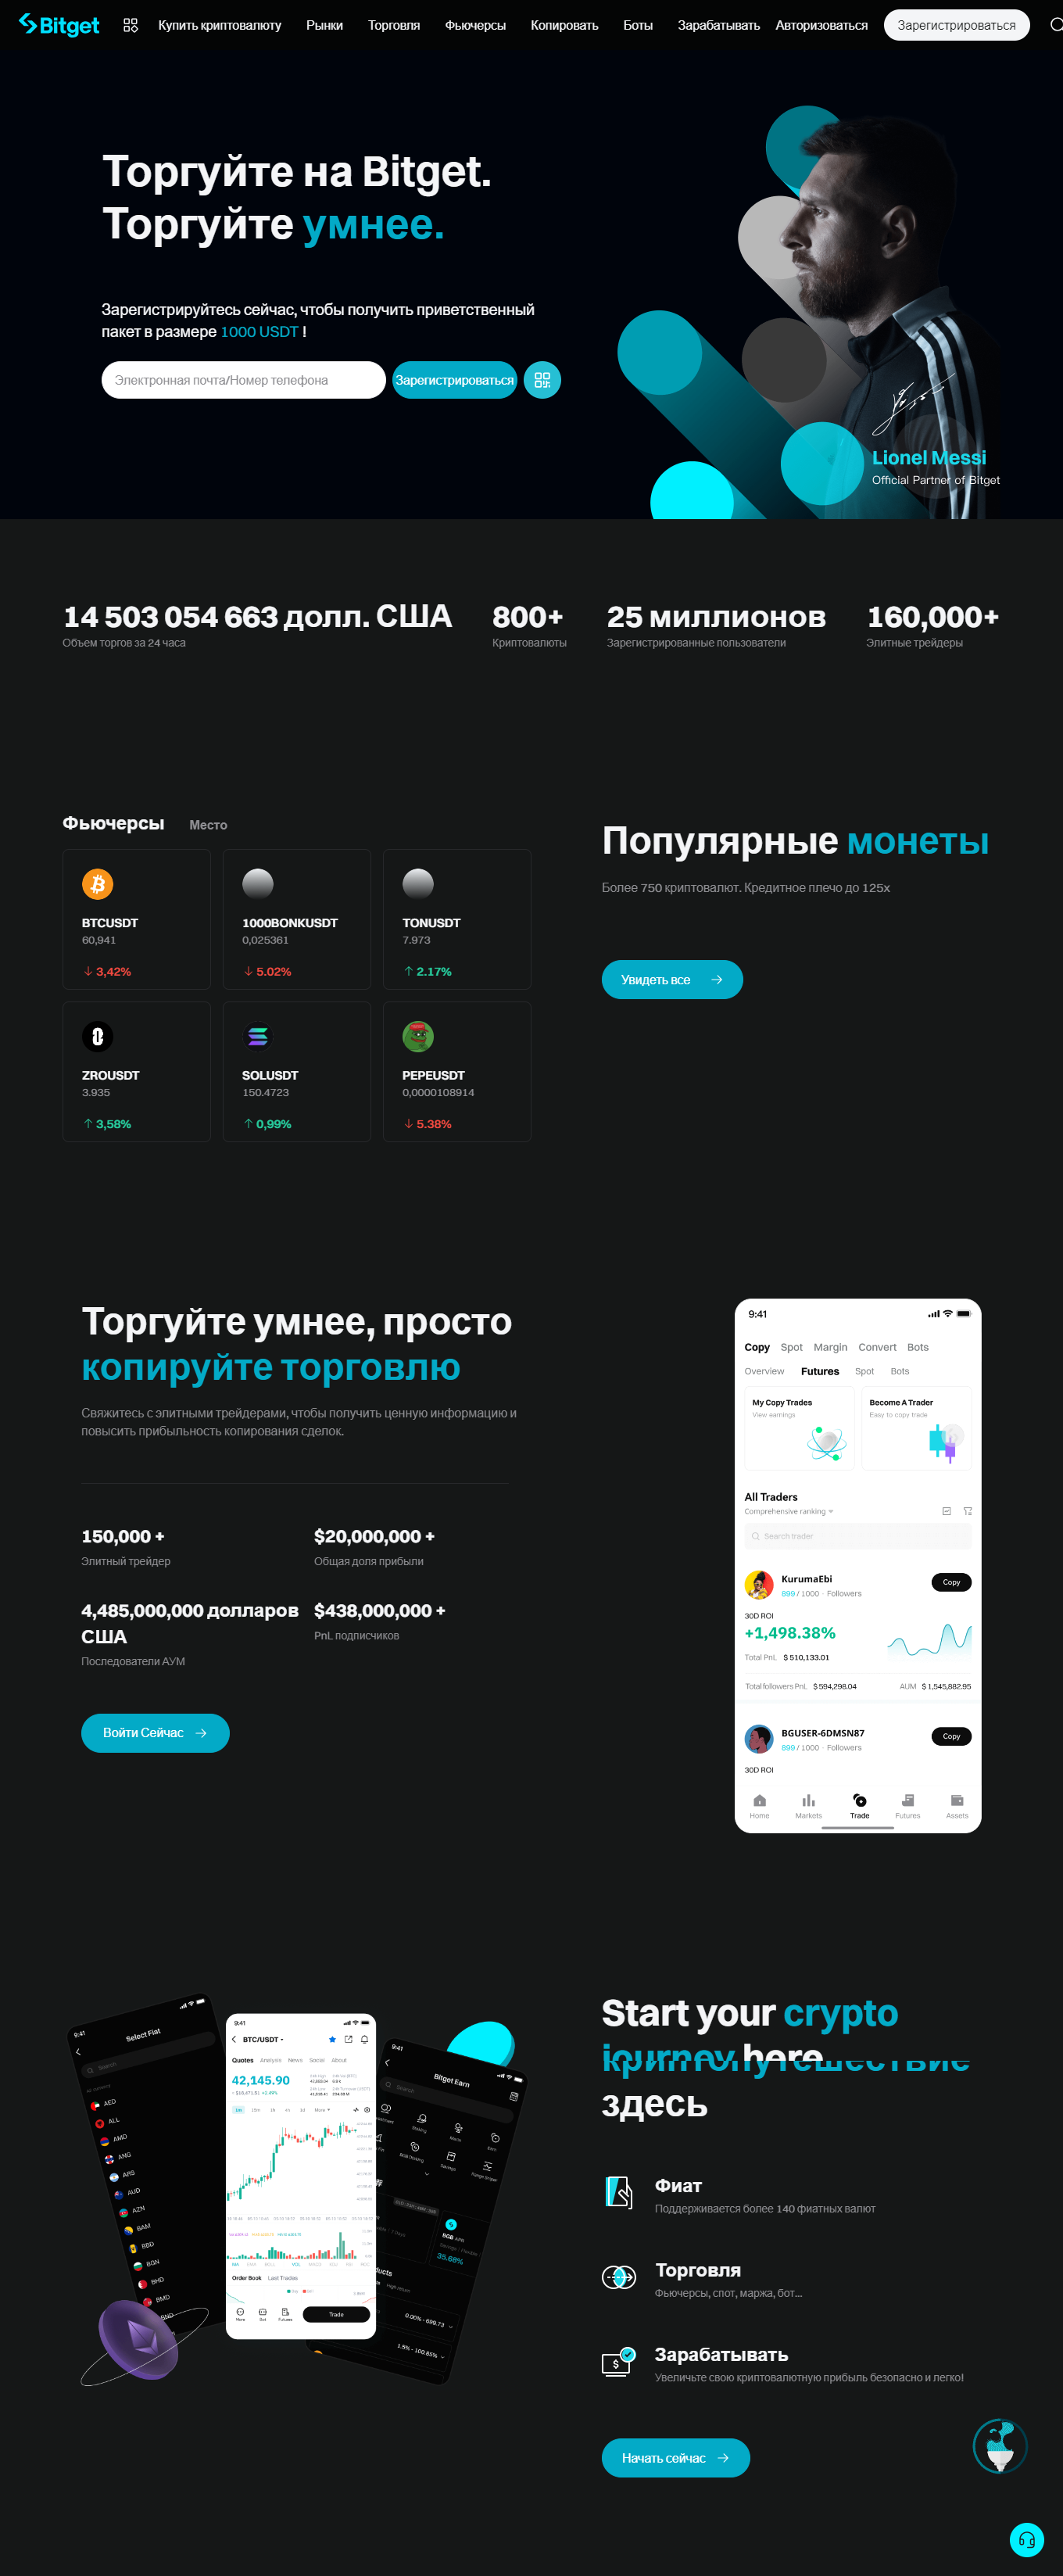 Bitget
Купить криптовалюту Рынки Торговля Фьючерсы Копировать Боты Зарабатывать Авторизоваться Зарегистрироваться
Торгуйте на Bitget.
Торгуйте умнее.
Зарегистрируйтесь сейчас, чтобы получить приветственный
пакет в размере 1000 USDT !
Электронная почта/Номер телефона
Зарегистрироваться
Lionel Messi
Official Partner of Bitget
14 503 054 663 долл. США 800+ 25 миллионов 160,000+
Объем торгов за 24 часа Криптовалюты Зарегистрированные пользователи Элитные трейдеры
Фьючерсы Место
BTCUSDT
60,941
3,42%
1000BONKUSDT
0,025361
5.02%
TONUSDT
7.973
2.17%
ZROUSDT
3.935
3,58%
SOLUSDT
150.4723
0,99%
PEPEUSDT
0,0000108914
5.38%
Популярные монеты
Более 750 криптовалют. Кредитное плечо до 125x
Увидеть все
Торгуйте умнее, просто
копируйте торговлю
Свяжитесь с элитными трейдерами, чтобы получить ценную информацию и
повысить прибыльность копирования сделок.
150,000 +
Элитный трейдер
$20,000,000 +
Общая доля прибыли
4,485,000,000 долларов
США
Последователи АУМ
$438,000,000 +
PnL подписчиков
Войти Сейчас
9:41
Copy Spot Margin Convert Bots
Overview Futures Spot Bots
My Copy Trades
View earnings
Become A Trader
Easy to copy trade
All Traders
Comprehensive ranking
Search trader
KurumaEbi
899 / 1000 · Followers
Copy
30D ROI
+1,498.38%
Total PnL $ 510,133.01
Total followers PnL $ 594,298.04 AUM $ 1,545,882.95
BGUSER-6DMSN87
899 / 1000 · Followers
Copy
30D ROI
Home Markets Trade Futures Assets
9:41
Select Fiat
Search
AED
ALL
AMD
ANG
ARS
AUD
AZN
BAM
BBD
BGN
BHD
BMD
BND
9:41
BTC/USDT
Quotes Analysis News Social About
42,145.90
Order Book Last Trades
More Bot Futures Trade
9:41
Bitget Earn
Search
BGB APR
35.68%
0.00% - 699.73
1.5% - 100.65%
Start your crypto
journey here
здесь
Фиат
Поддерживается более 140 фиатных валют
Торговля
Фьючерсы, спот, маржа, бот...
Зарабатывать
Увеличьте свою криптовалютную прибыль безопасно и легко!
Начать сейчас